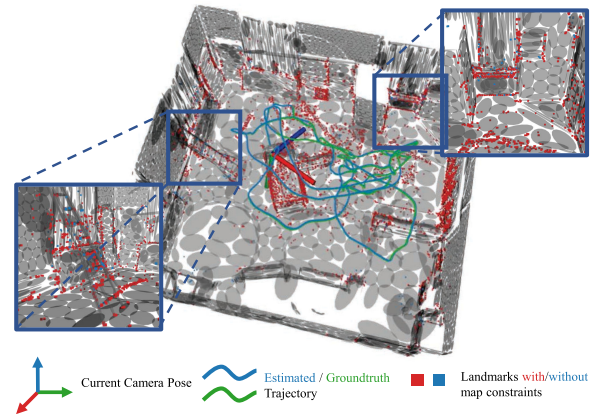 Current Camera Pose
Estimated / Groundtruth
Trajectory
Landmarks with/without
map constraints